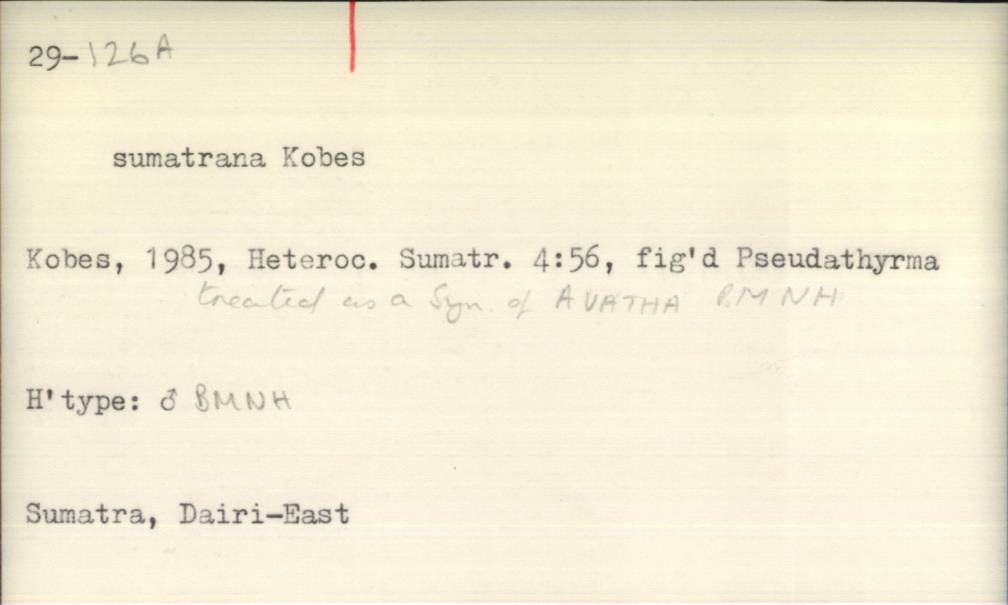 29-126A
sumatrana Kobes
Kobes, 1985, Heteroc. Sumatr. 4:56, fig'd Pseudathyrma
treated as a Syn. of AVATHA BMNH
H'type: ♂ BMNH
Sumatra, Dairi-East